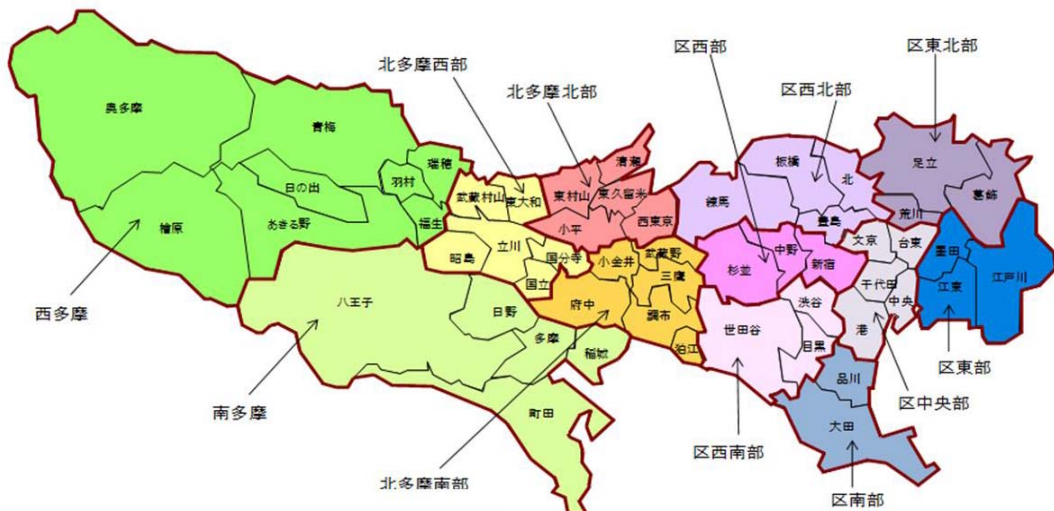 区西部
区東北部
北多摩西部
北多摩北部
区西北部
奥多摩
青梅
瑞穂
羽村
日の出
あきる野
福生
檜原
西多摩
武蔵村山
東大和
昭島
立川
国分寺
国立
清瀬
東村山
東久留米
小平
西東京
小金井
武蔵野
三鷹
府中
調布
狛江
八王子
日野
多摩
稲城
町田
南多摩
北多摩南部
練馬
板橋
北
豊島
杉並
中野
新宿
世田谷
渋谷
目黒
区西南部
足立
葛飾
荒川
文京
台東
千代田
中央
港
区中央部
墨田
江東
江戸川
区東部
品川
大田
区南部